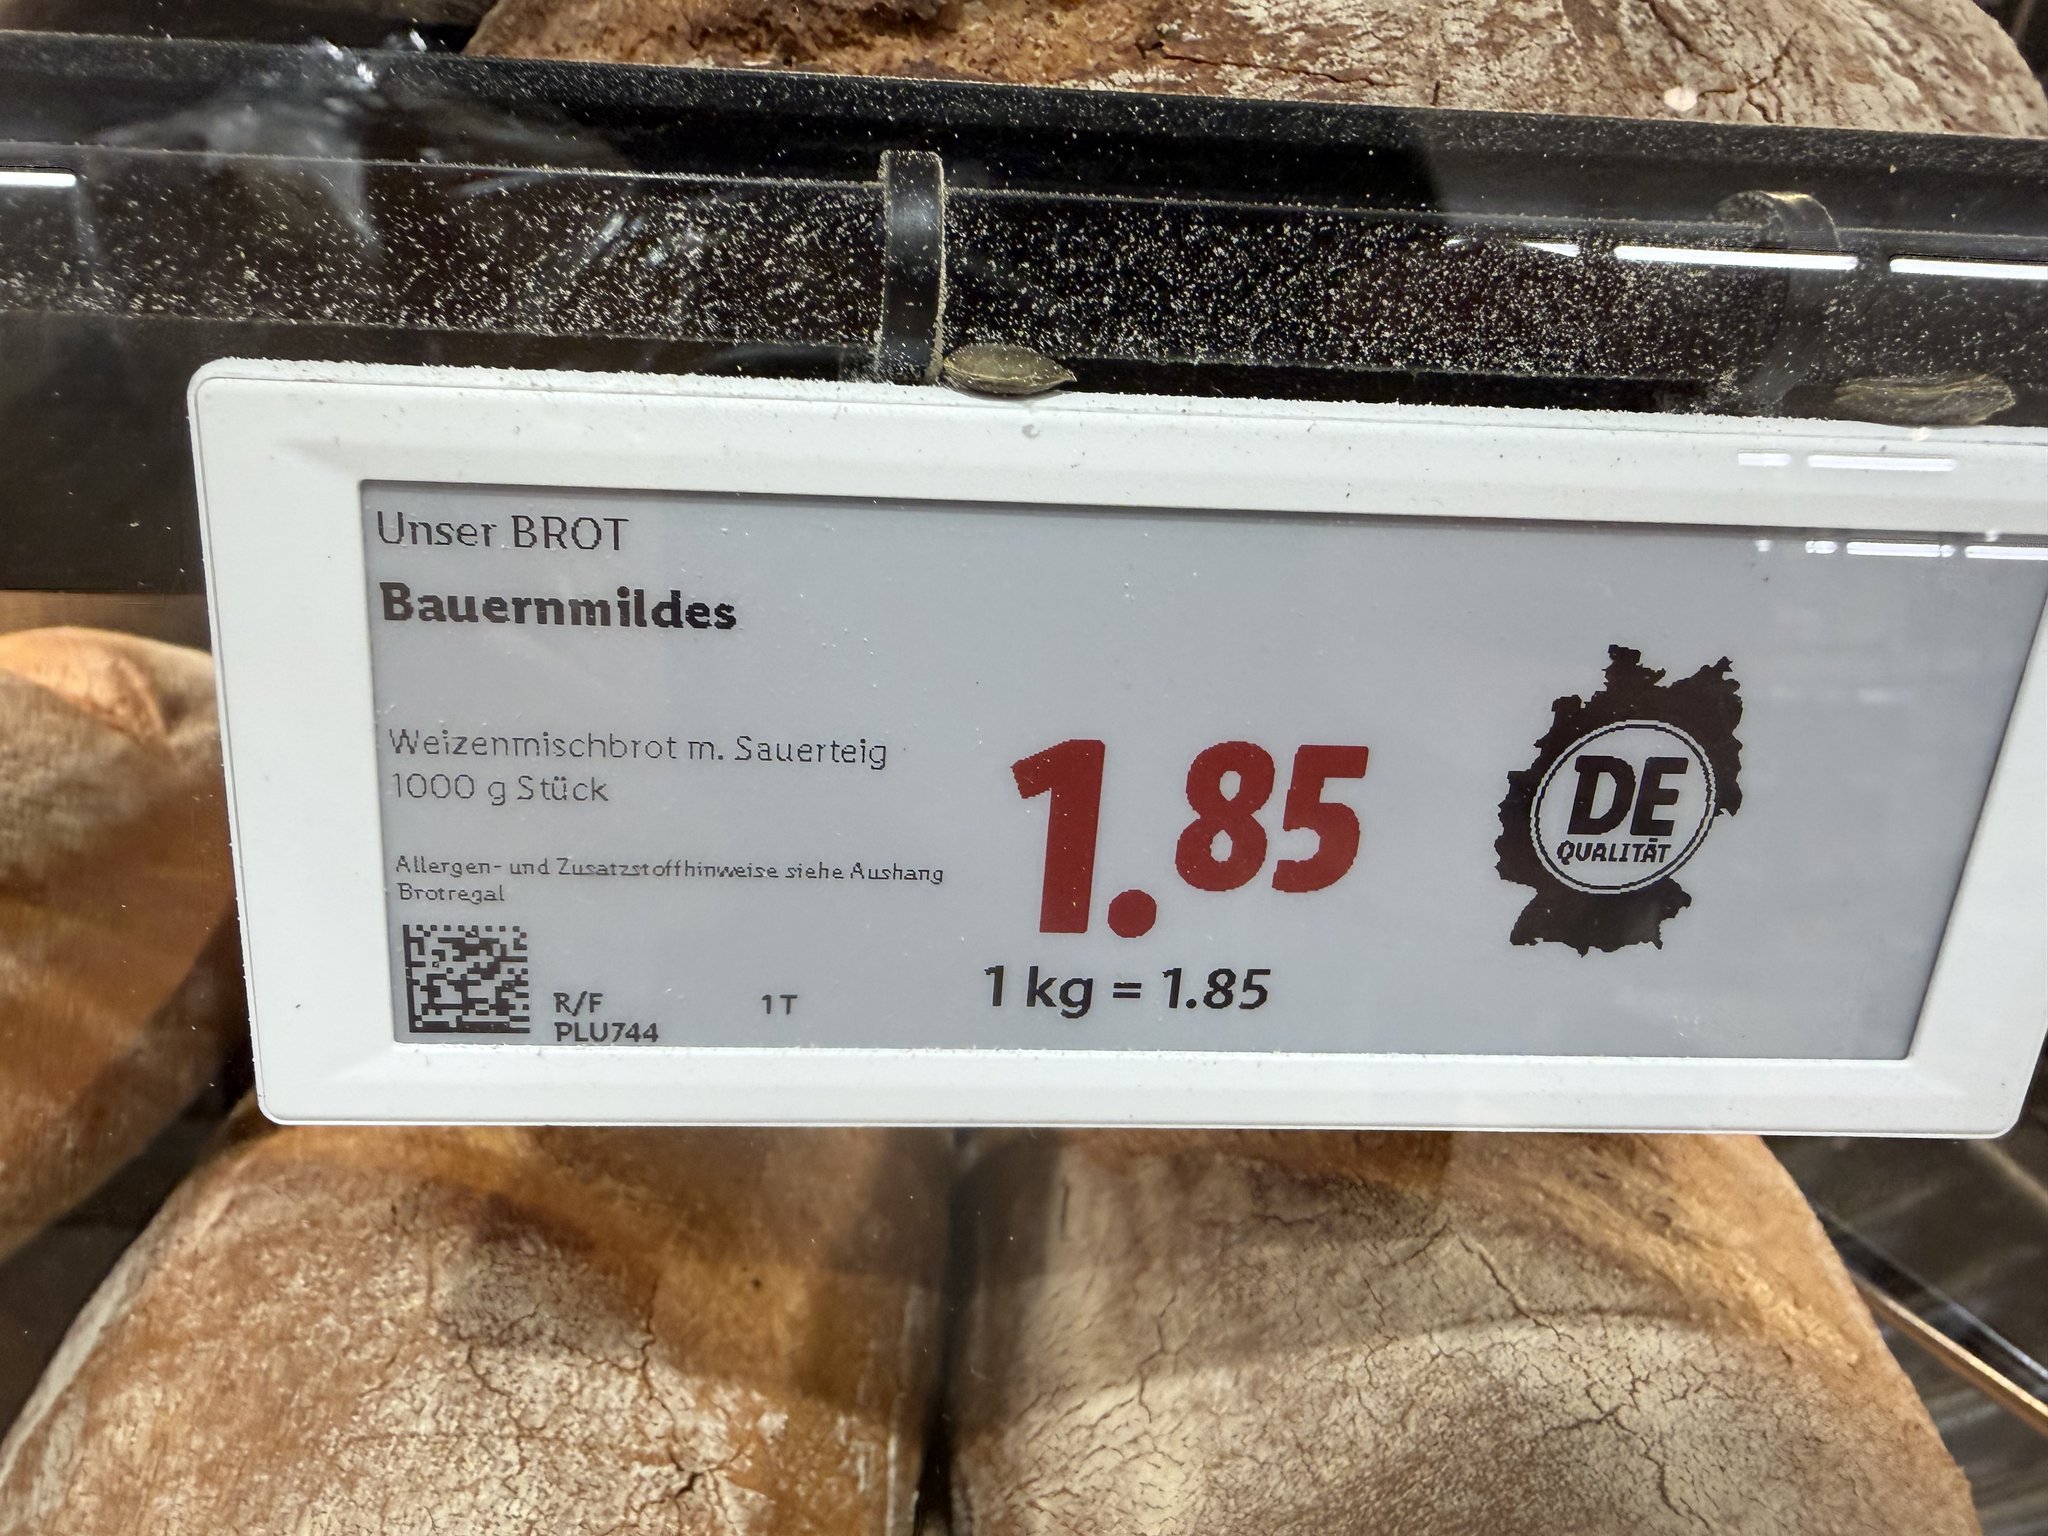 Unser BROT
Bauernmildes
Weizenmischbrot m. Sauerteig
1000 g Stück
Allergen- und Zusatzstoffhinweise siehe Aushang
Brotregal
R/F
PLU744
1T
1.85
1 kg = 1.85
DE
QUALITÄT